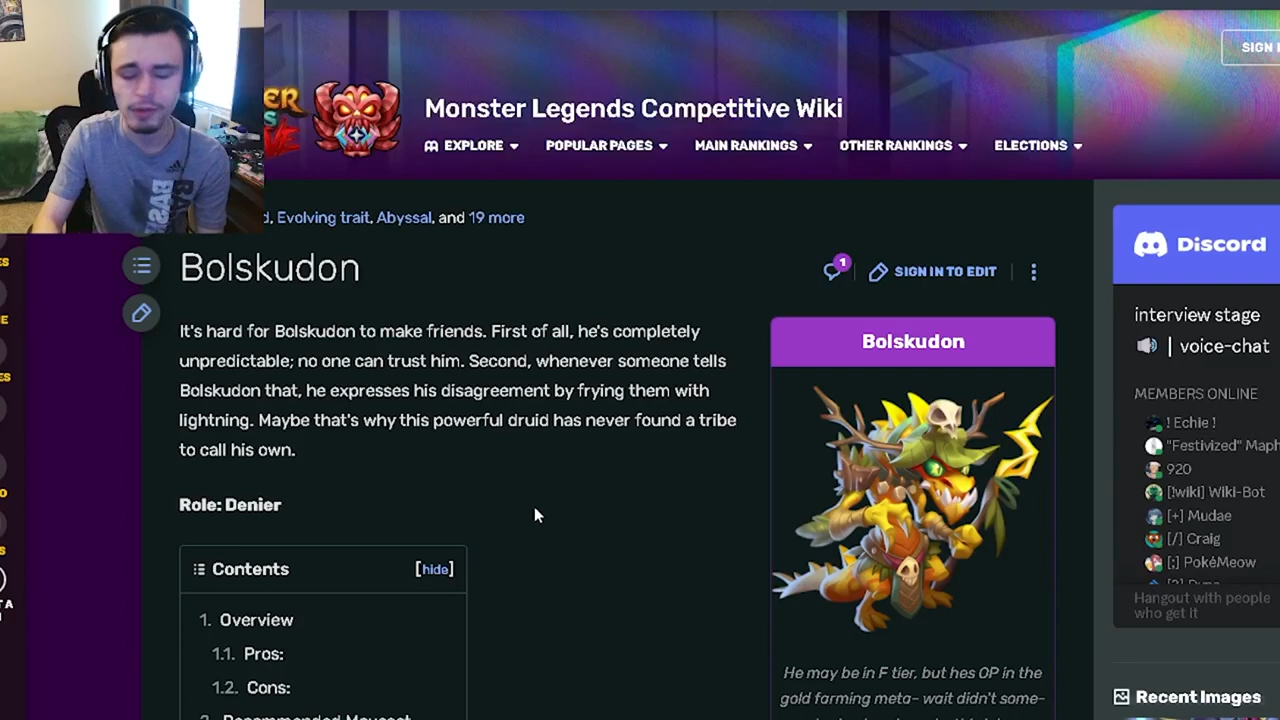 SIGN
Monster Legends Competitive Wiki
EXPLORE
POPULAR PAGES
MAIN RANKINGS
OTHER RANKINGS
ELECTIONS
Evolving trait, Abyssal, and 19 more
Bolskudon
1
SIGN IN TO EDIT
It's hard for Bolskudon to make friends. First of all, he's completely
unpredictable; no one can trust him. Second, whenever someone tells
Bolskudon that, he expresses his disagreement by frying them with
lightning. Maybe that's why this powerful druid has never found a tribe
to call his own.
Role: Denier
Contents [hide]
1. Overview
1.1. Pros:
1.2. Cons:
Recommended Moveset
Bolskudon
He may be in F tier, but hes OP in the
gold farming meta- wait didn't some-
Discord
interview stage
| voice-chat
MEMBERS ONLINE
! Echie !
"Festivized" Maph
920
[!wiki] Wiki-Bot
[+] Mudae
[/] Craig
[;] PokéMeow
Hangout with people
who get it
Recent Images